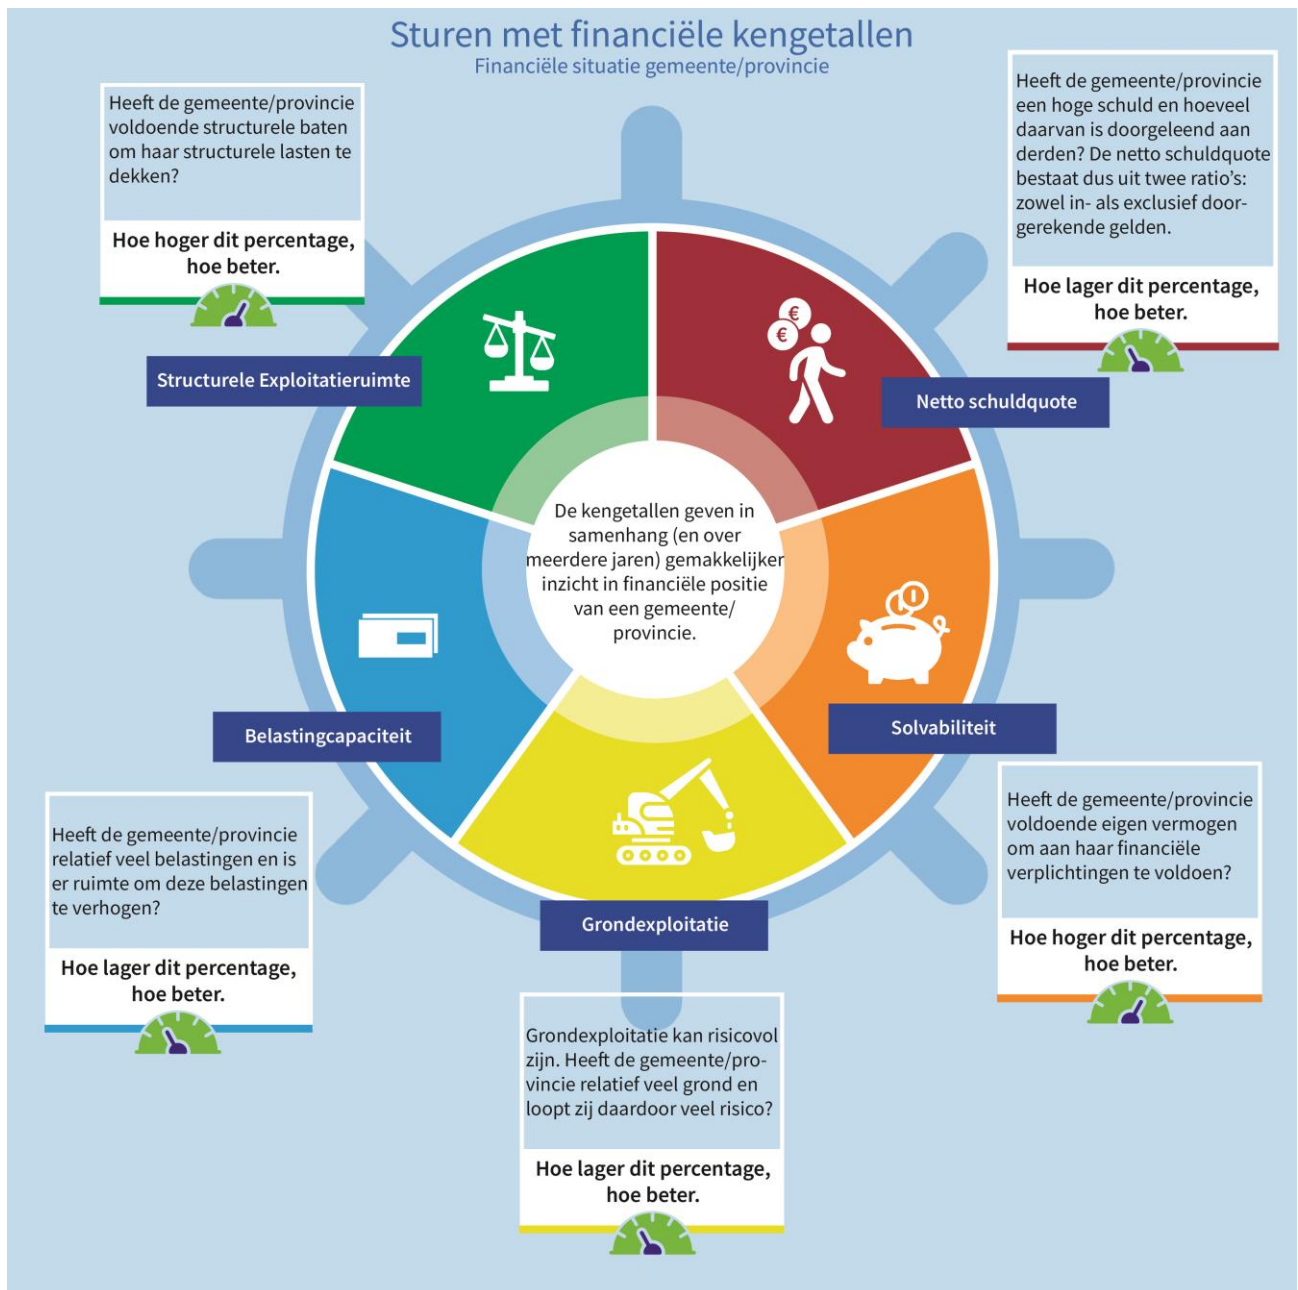 Sturen met financiële kengetallen
Financiële situatie gemeente/provincie
Heeft de gemeente/provincie
voldoende structurele baten
om haar structurele lasten te
dekken?
Hoe hoger dit percentage,
hoe beter.
Structurele Exploitatieruimte
Heeft de gemeente/provincie
een hoge schuld en hoeveel
daarvan is doorgeleend aan
derden? De netto schuldquote
bestaat dus uit twee ratio's:
zowel in- als exclusief door-
gerekende gelden.
Hoe lager dit percentage,
hoe beter.
Netto schuldquote
€
€
De kengetallen geven in
samenhang (en over
meerdere jaren) gemakkelijker
inzicht in financiële positie
van een gemeente/
provincie.
Belastingcapaciteit
Heeft de gemeente/provincie
relatief veel belastingen en is
er ruimte om deze belastingen
te verhogen?
Hoe lager dit percentage,
hoe beter.
Solvabiliteit
Heeft de gemeente/provincie
voldoende eigen vermogen
om aan haar financiële
verplichtingen te voldoen?
Hoe hoger dit percentage,
hoe beter.
Grondexploitatie
Grondexploitatie kan risicovol
zijn. Heeft de gemeente/pro-
vincie relatief veel grond en
loopt zij daardoor veel risico?
Hoe lager dit percentage,
hoe beter.